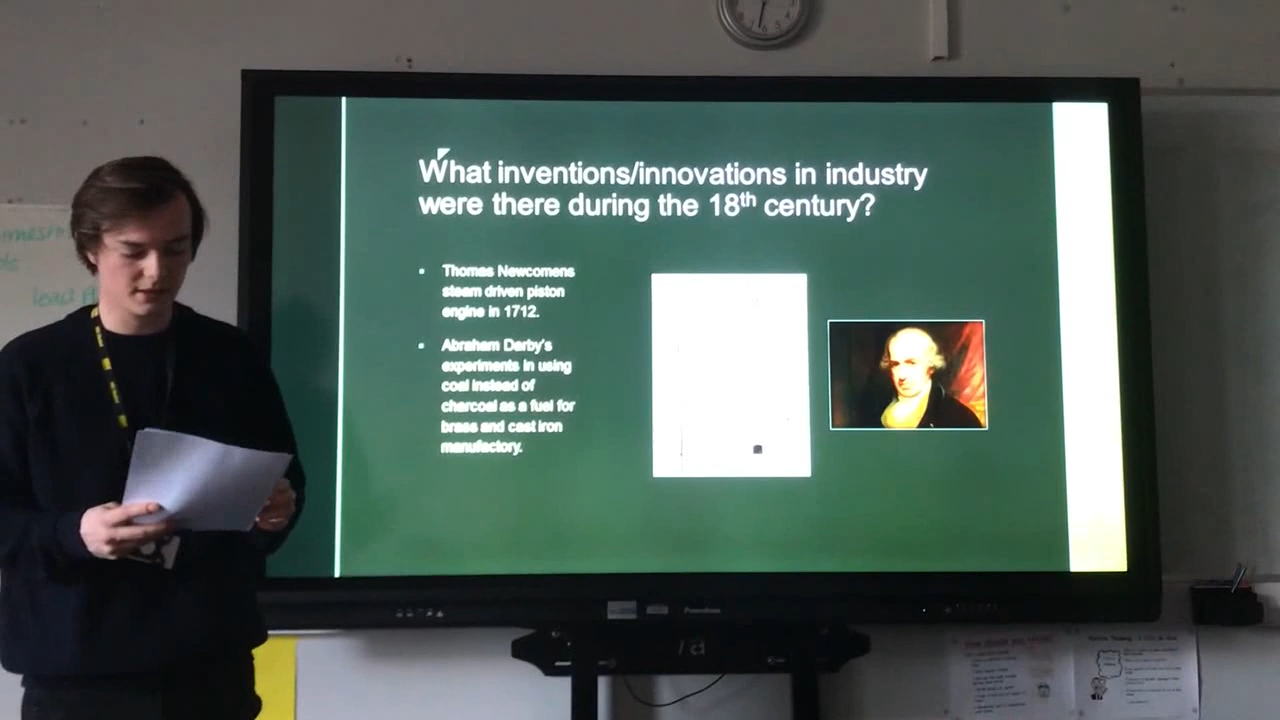 What inventions/innovations in industry
were there during the 18th century?
Thomas Newcomens
steam driven piston
engine in 1712.
Abraham Darby's
experiments in using
coal instead of
charcoal as a fuel for
brass and cast iron
manufactory.